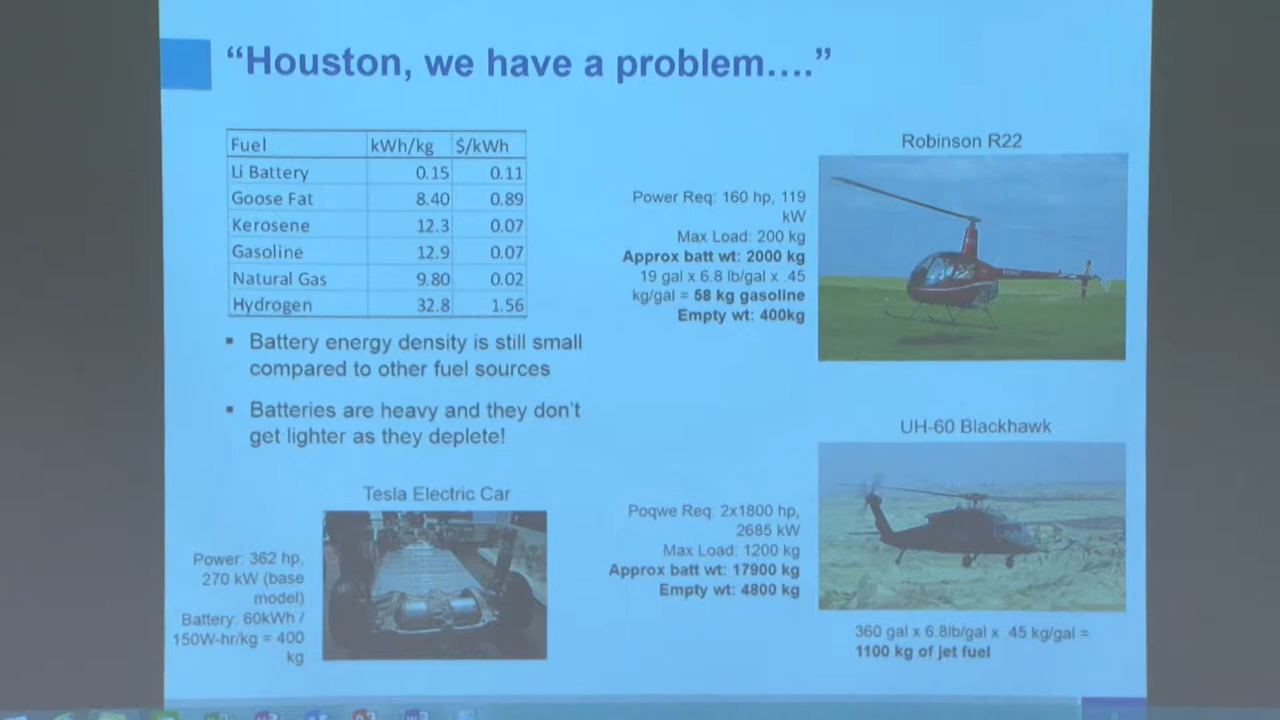 “Houston, we have a problem....”
Fuel kWh/kg $/kWh
Li Battery 0.15 0.11
Goose Fat 8.40 0.89
Kerosene 12.3 0.07
Gasoline 12.9 0.07
Natural Gas 9.80 0.02
Hydrogen 32.8 1.56
▪ Battery energy density is still small
compared to other fuel sources
▪ Batteries are heavy and they don't
get lighter as they deplete!
Tesla Electric Car
Power: 362 hp,
270 kW (base
model)
Battery: 60kWh /
150W-hr/kg = 400
kg
Robinson R22
Power Req: 160 hp, 119
kW
Max Load: 200 kg
Approx batt wt: 2000 kg
19 gal x 6.8 lb/gal x .45
kg/gal = 58 kg gasoline
Empty wt: 400kg
UH-60 Blackhawk
Poqwe Req: 2x1800 hp,
2685 kW
Max Load: 1200 kg
Approx batt wt: 17900 kg
Empty wt: 4800 kg
360 gal x 6.8lb/gal x .45 kg/gal =
1100 kg of jet fuel